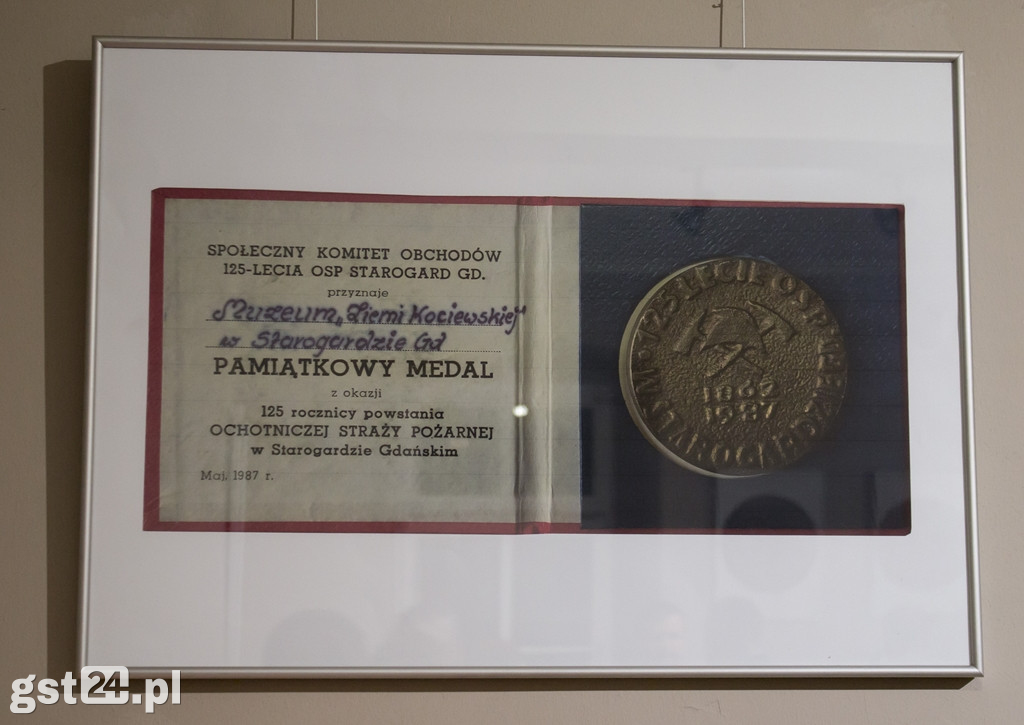 SPOŁECZNY KOMITET OBCHODÓW
125-LECIA OSP STAROGARD GD.
przyznaje
Muzeum „Ziemi Kociewskiej"
w Starogardzie Gd
PAMIĄTKOWY MEDAL
z okazji
125 rocznicy powstania
OCHOTNICZEJ STRAŻY POŻARNEJ
w Starogardzie Gdańskim
Maj, 1987 r.
125 LECIE OSP
1862
1987
gst24.pl